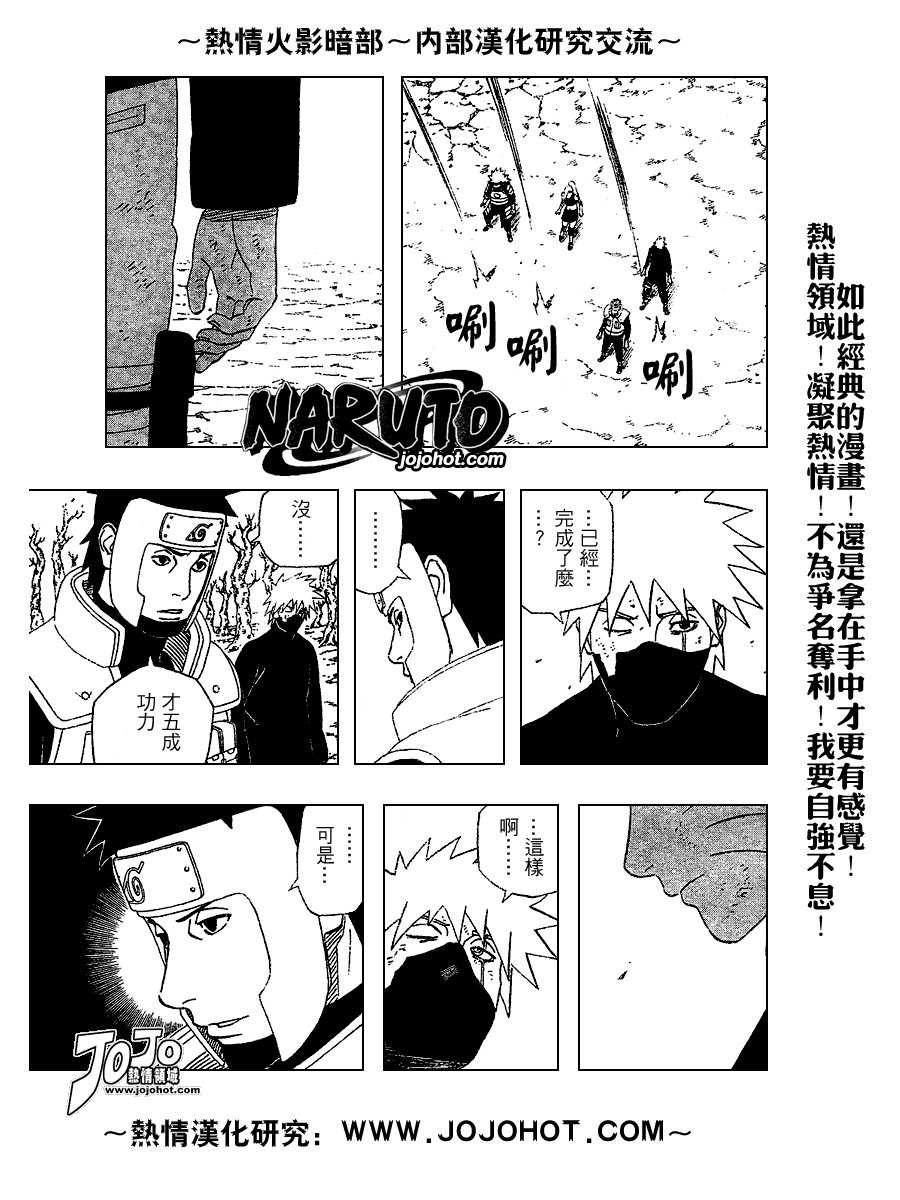 ～熱情火影暗部～内部漢化研究交流～
唰
唰
唰
NARUTO
jojohot.com
…已經…
完成了麼
…?
………
沒……
才五成
功力
…這樣
啊……
……
可是…
如此經典的漫畫！還是拿在手中才更有感覺！
熱情領域！凝聚熱情！不為爭名奪利！我要自強不息！
JOJO
熱情領域
www.jojohot.com
～熱情漢化研究：WWW.JOJOHOT.COM～